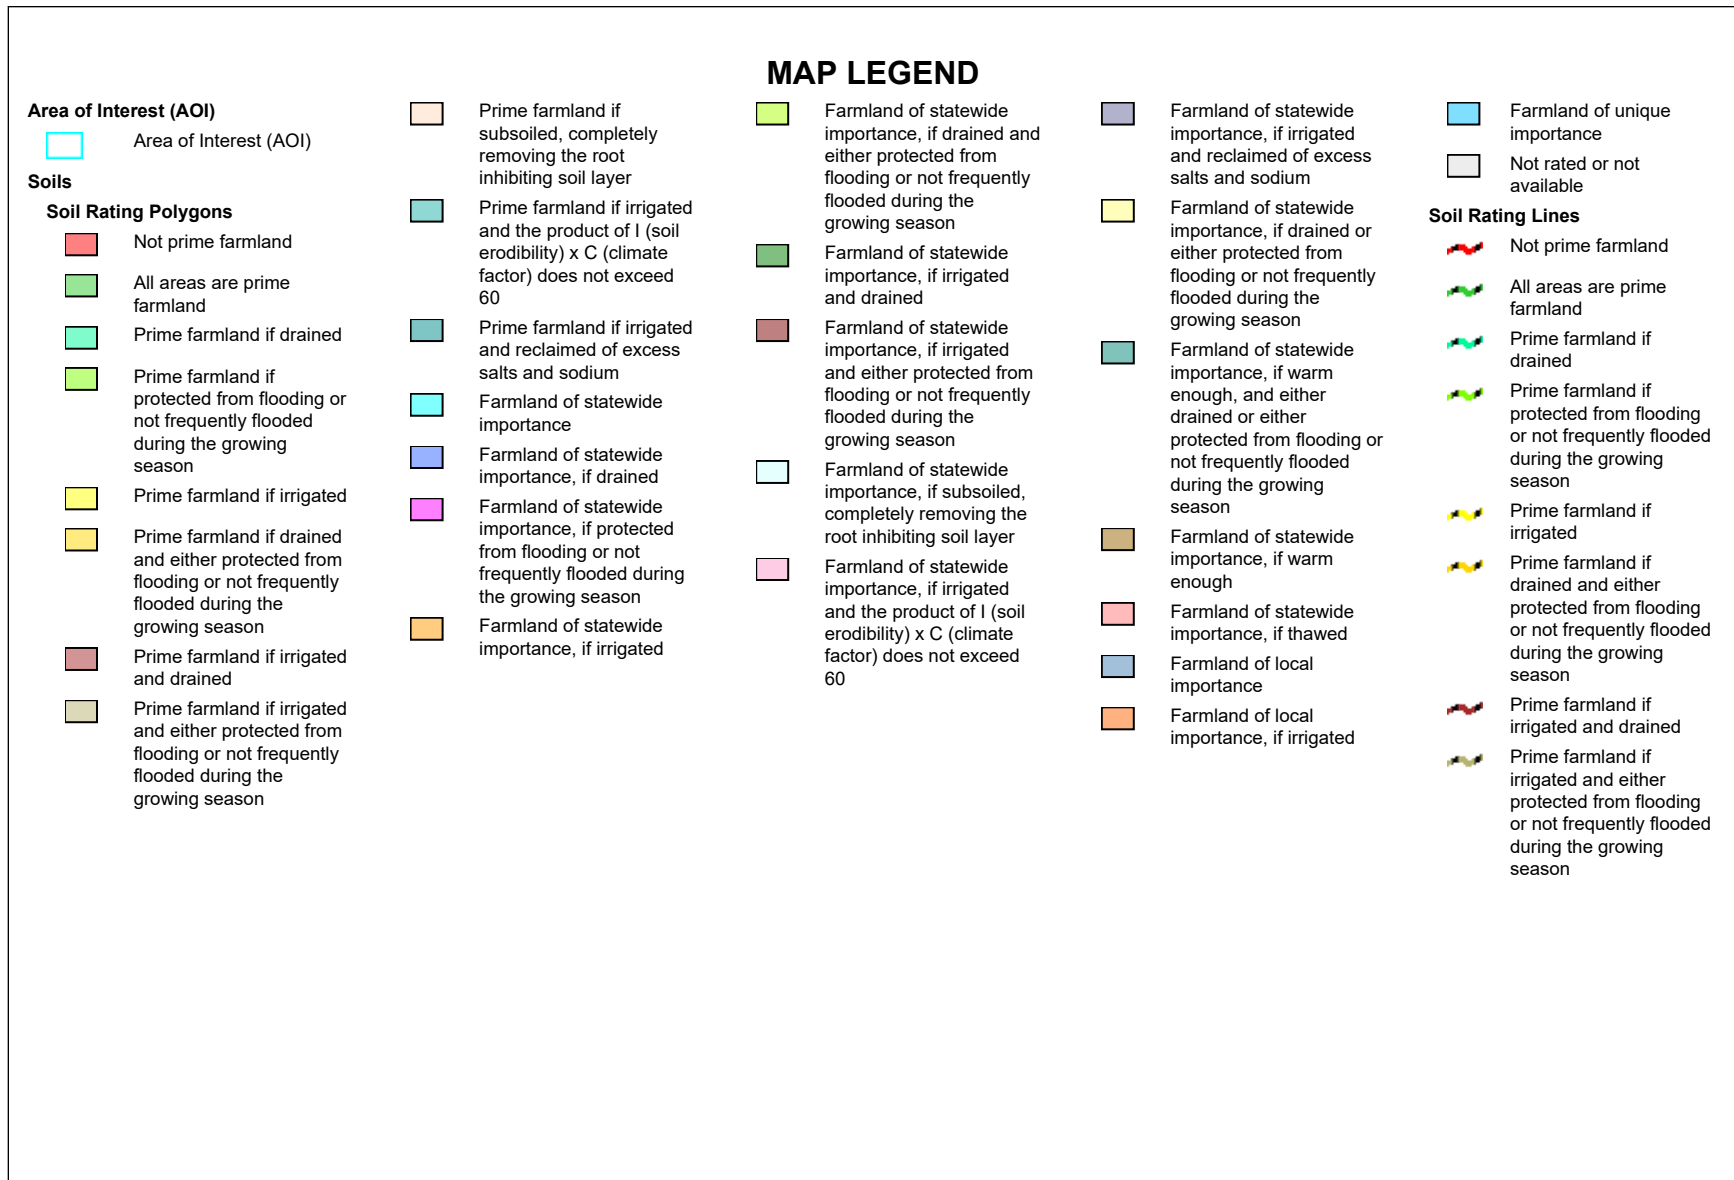 MAP LEGEND
Area of Interest (AOI)
Area of Interest (AOI)
Soils
Soil Rating Polygons
Not prime farmland
All areas are prime
farmland
Prime farmland if drained
Prime farmland if
protected from flooding or
not frequently flooded
during the growing
season
Prime farmland if irrigated
Prime farmland if drained
and either protected from
flooding or not frequently
flooded during the
growing season
Prime farmland if irrigated
and drained
Prime farmland if irrigated
and either protected from
flooding or not frequently
flooded during the
growing season
Prime farmland if
subsoiled, completely
removing the root
inhibiting soil layer
Prime farmland if irrigated
and the product of I (soil
erodibility) x C (climate
factor) does not exceed
60
Prime farmland if irrigated
and reclaimed of excess
salts and sodium
Farmland of statewide
importance
Farmland of statewide
importance, if drained
Farmland of statewide
importance, if protected
from flooding or not
frequently flooded during
the growing season
Farmland of statewide
importance, if irrigated
Farmland of statewide
importance, if drained and
either protected from
flooding or not frequently
flooded during the
growing season
Farmland of statewide
importance, if irrigated
and drained
Farmland of statewide
importance, if irrigated
and either protected from
flooding or not frequently
flooded during the
growing season
Farmland of statewide
importance, if subsoiled,
completely removing the
root inhibiting soil layer
Farmland of statewide
importance, if irrigated
and the product of I (soil
erodibility) x C (climate
factor) does not exceed
60
Farmland of statewide
importance, if irrigated
and reclaimed of excess
salts and sodium
Farmland of statewide
importance, if drained or
either protected from
flooding or not frequently
flooded during the
growing season
Farmland of statewide
importance, if warm
enough, and either
drained or either
protected from flooding or
not frequently flooded
during the growing
season
Farmland of statewide
importance, if warm
enough
Farmland of statewide
importance, if thawed
Farmland of local
importance
Farmland of local
importance, if irrigated
Farmland of unique
importance
Not rated or not
available
Soil Rating Lines
Not prime farmland
All areas are prime
farmland
Prime farmland if
drained
Prime farmland if
protected from flooding
or not frequently flooded
during the growing
season
Prime farmland if
irrigated
Prime farmland if
drained and either
protected from flooding
or not frequently flooded
during the growing
season
Prime farmland if
irrigated and drained
Prime farmland if
irrigated and either
protected from flooding
or not frequently flooded
during the growing
season